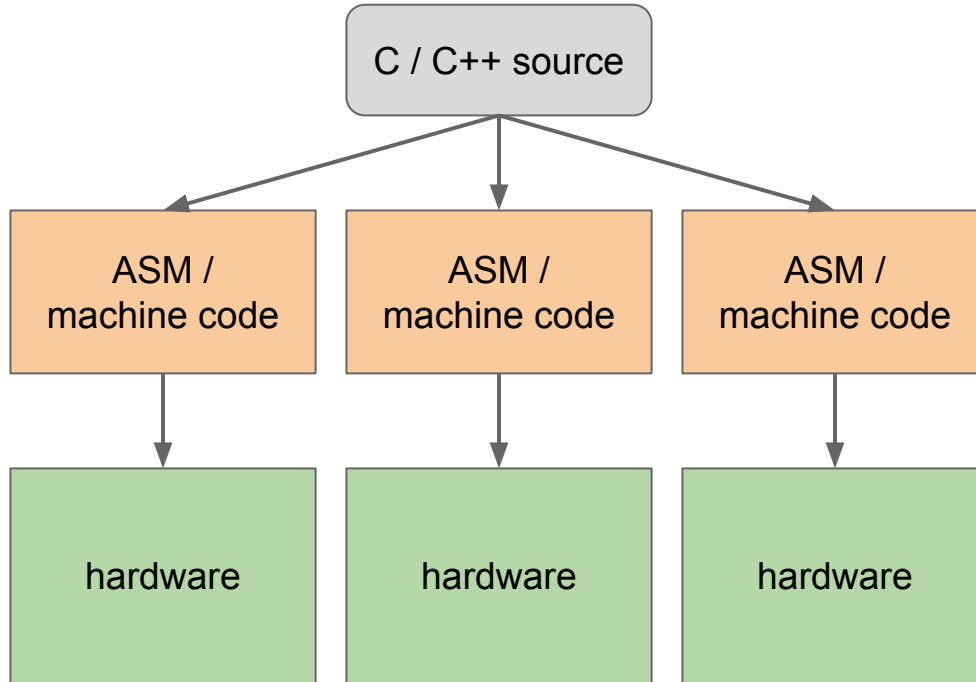 C / C++ source
ASM /
machine code
ASM /
machine code
ASM /
machine code
hardware
hardware
hardware